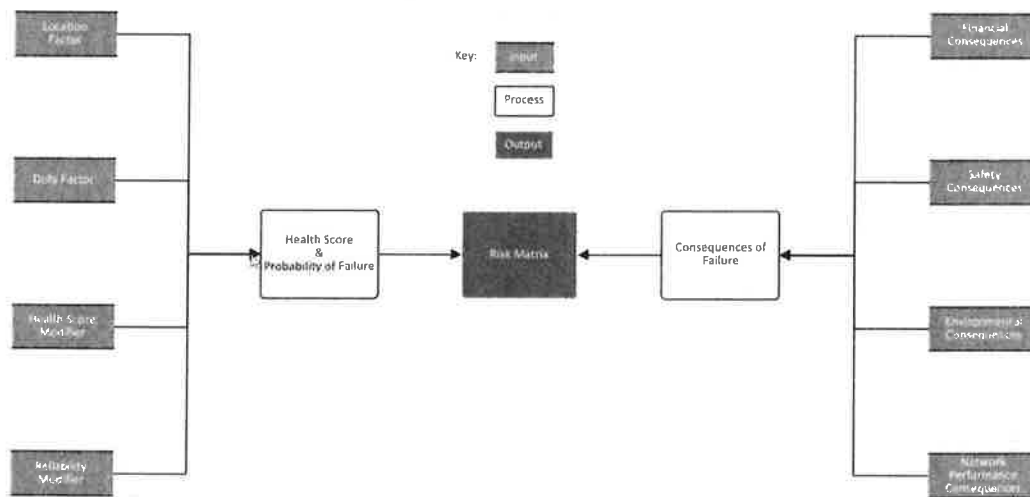 Location
Factor
Duty Factor
Health Score
Modifier
Reliability
Modifier
Health Score
&
Probability of Failure
Key:
Input
Process
Output
Risk Matrix
Consequences of
Failure
Financial
Consequences
Safety
Consequences
Environmental
Consequences
Network
Performance
Consequences